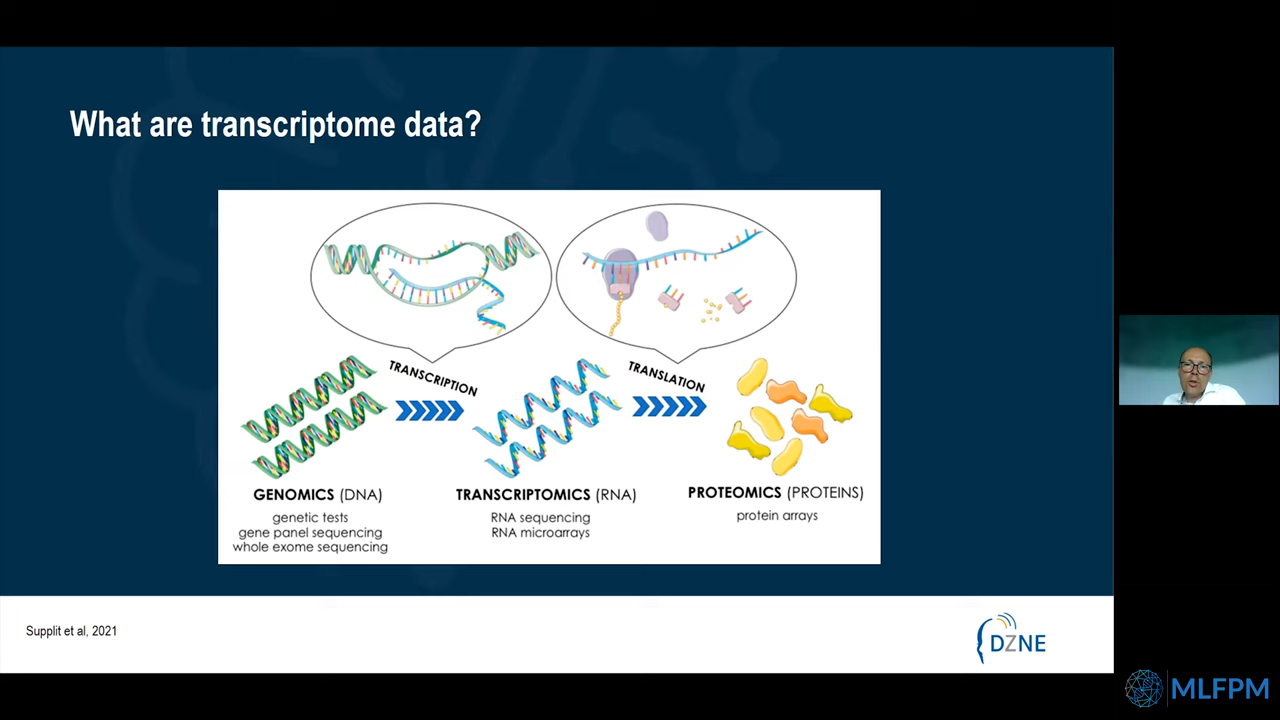 What are transcriptome data?
TRANSCRIPTION
TRANSLATION
GENOMICS (DNA)
genetic tests
gene panel sequencing
whole exome sequencing
TRANSCRIPTOMICS (RNA)
RNA sequencing
RNA microarrays
PROTEOMICS (PROTEINS)
protein arrays
Supplit et al, 2021
DZNE
MLFPM